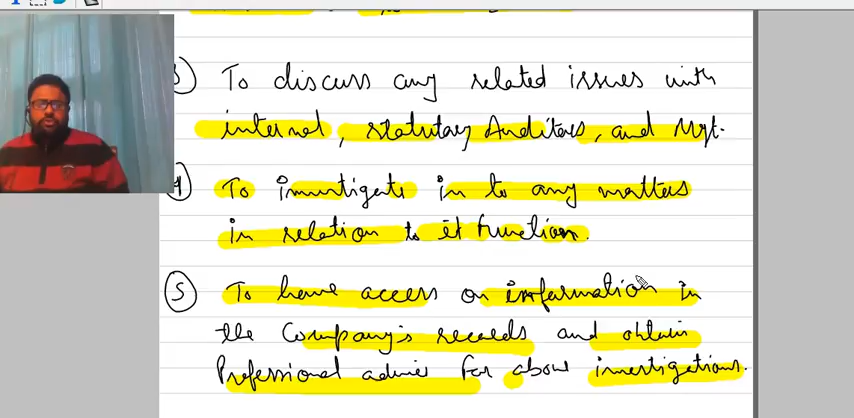 3) To discuss any related issues with
internal, statutory Auditors, and Mgt.
4) To investigate in to any matters
in relation to it function.
5) To have access on information in
the Company's records and obtain
Professional advice for above investigations.